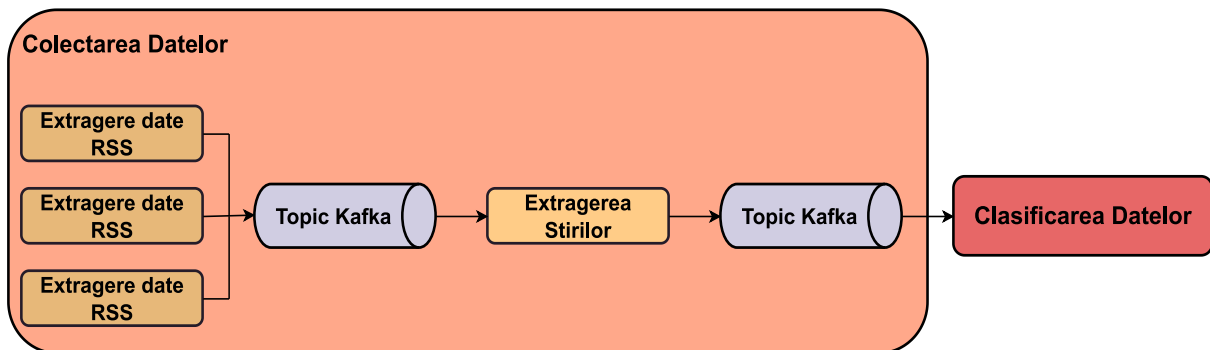 Colectarea Datelor
Extragere date
RSS
Extragere date
RSS
Extragere date
RSS
Topic Kafka
Extragerea
Stirilor
Topic Kafka
Clasificarea Datelor